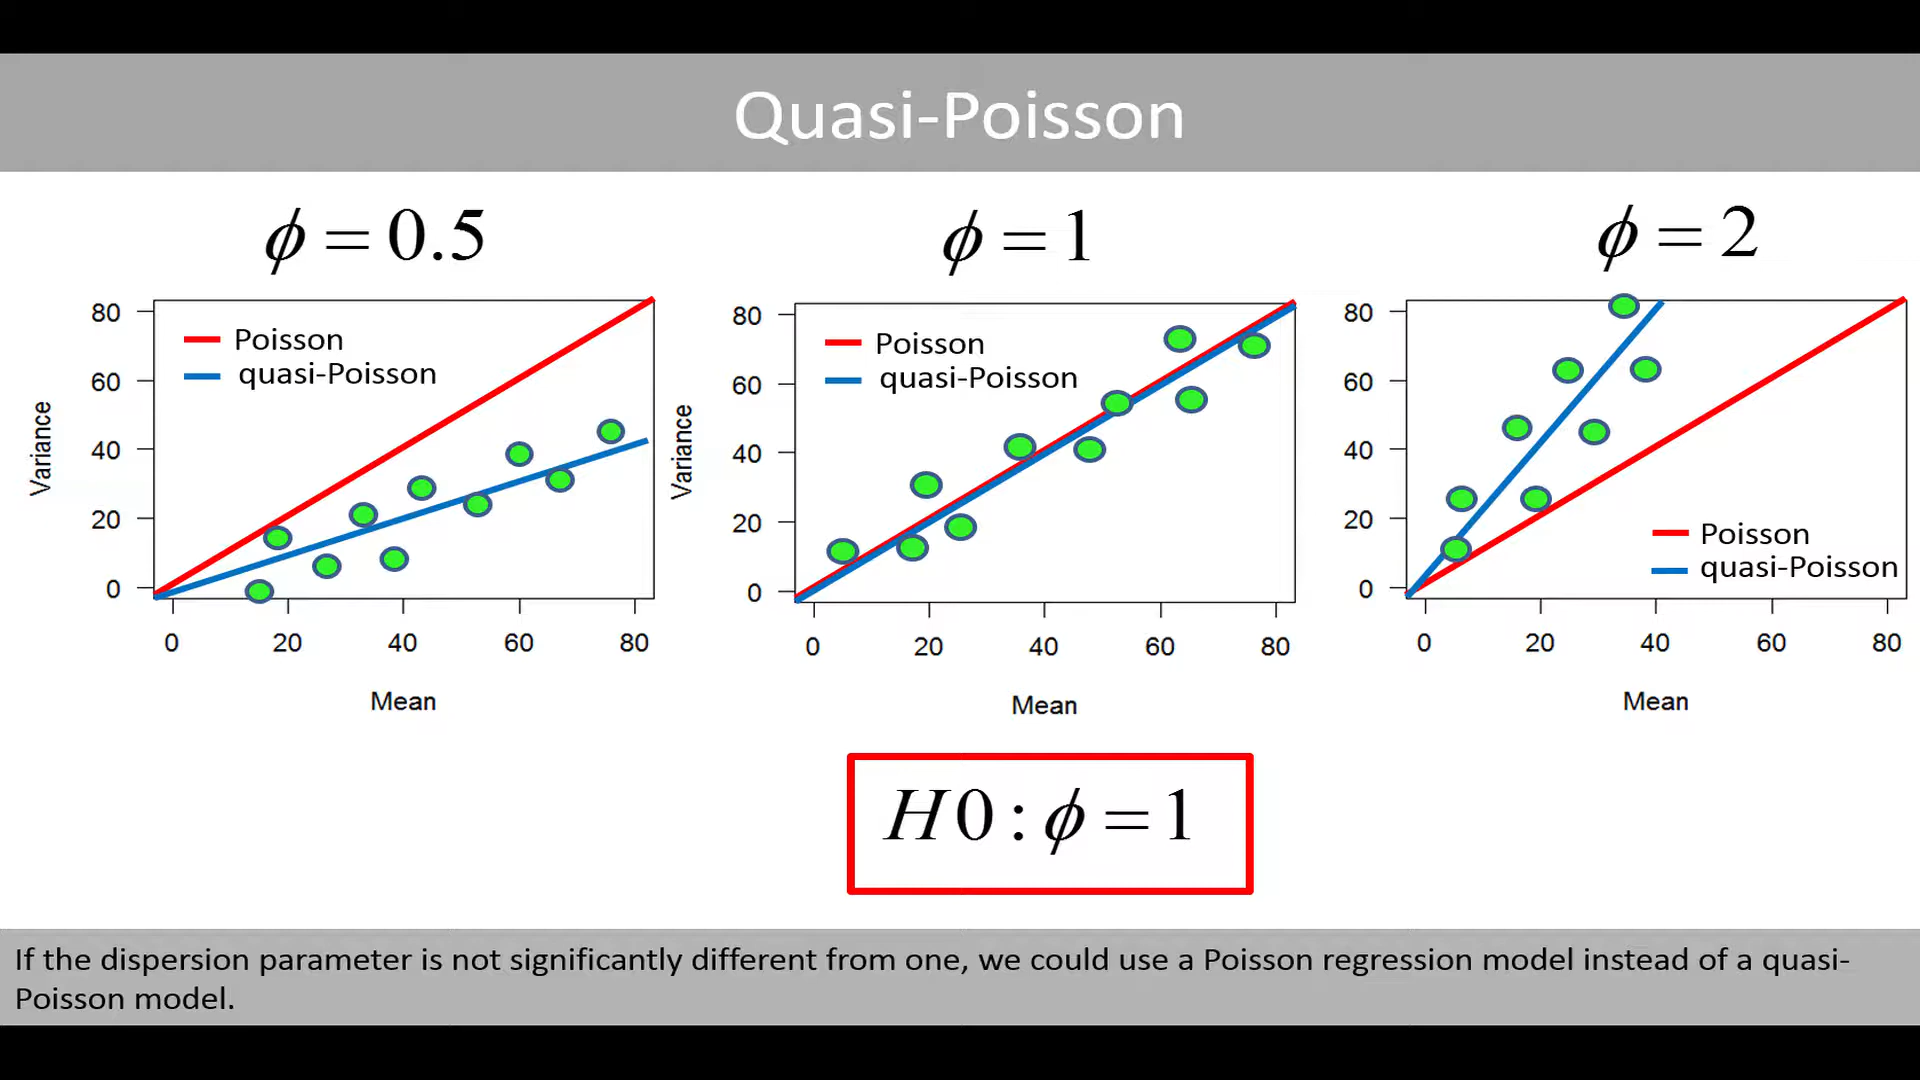 Quasi-Poisson
ϕ = 0.5
ϕ = 1
ϕ = 2
80
60
40
20
0
Variance
Poisson
quasi-Poisson
0 20 40 60 80
Mean
80
60
40
20
0
Variance
Poisson
quasi-Poisson
0 20 40 60 80
Mean
80
60
40
20
0
Poisson
quasi-Poisson
0 20 40 60 80
Mean
H0 : ϕ = 1
If the dispersion parameter is not significantly different from one, we could use a Poisson regression model instead of a quasi-
Poisson model.